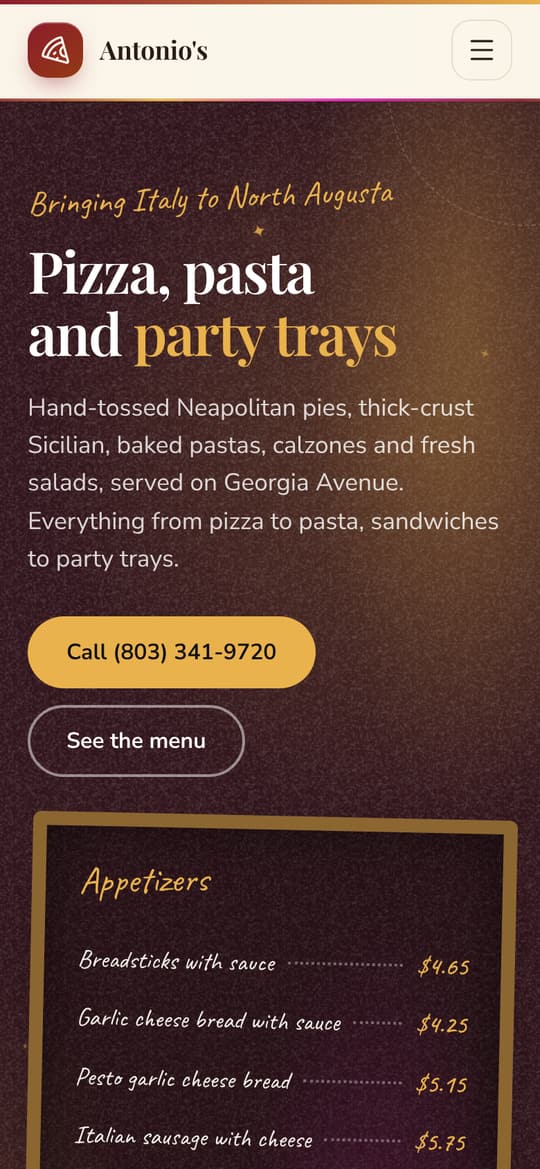 Antonio's
Bringing Italy to North Augusta
Pizza, pasta
and party trays
Hand-tossed Neapolitan pies, thick-crust
Sicilian, baked pastas, calzones and fresh
salads, served on Georgia Avenue.
Everything from pizza to pasta, sandwiches
to party trays.
Call (803) 341-9720
See the menu
Appetizers
Breadsticks with sauce $4.65
Garlic cheese bread with sauce $4.25
Pesto garlic cheese bread $5.15
Italian sausage with cheese $5.75